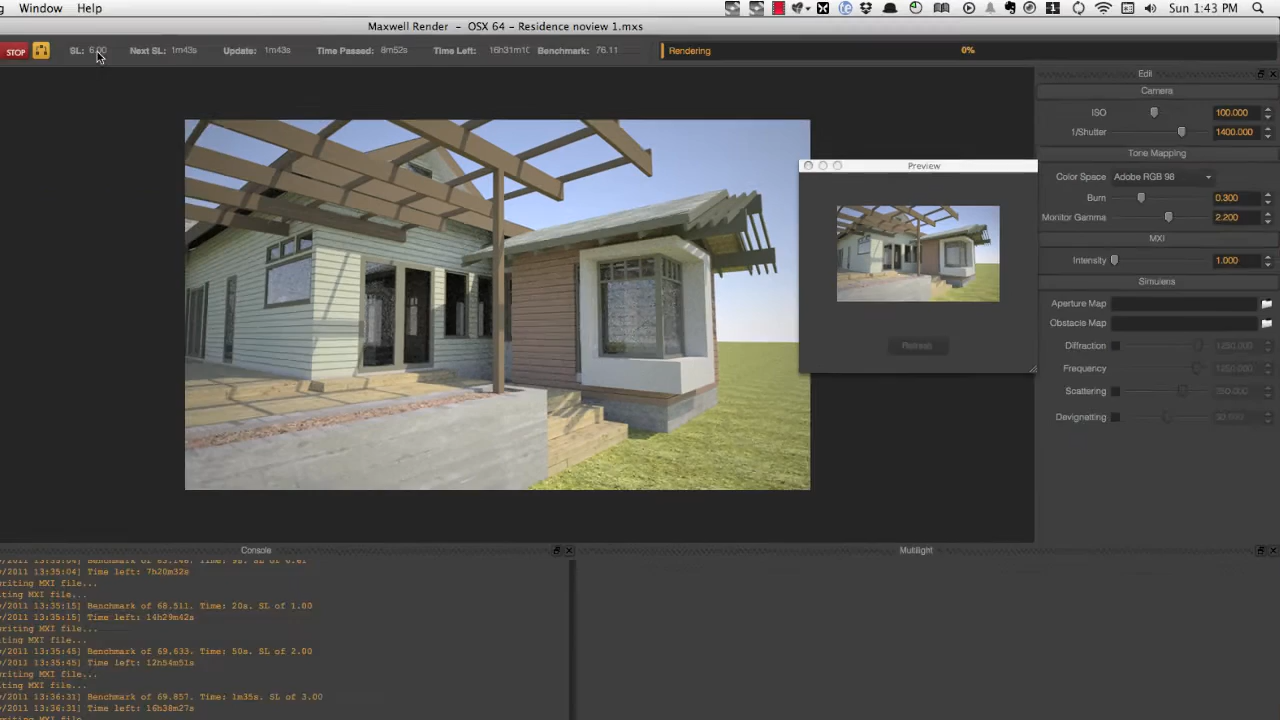 Window Help Sun 1:43 PM
Maxwell Render - OSX 64 - Residence noview 1.mxs
STOP SL: 6.00 Next SL: 1m43s Update: 1m43s Time Passed: 8m52s Time Left: 16h31m10 Benchmark: 76.11 Rendering 0%
Edit
Camera
ISO 100.000
1/Shutter 1400.000
Tone Mapping
Color Space Adobe RGB 98
Burn 0.300
Monitor Gamma 2.200
MXI
Intensity 1.000
Simulens
Aperture Map
Obstacle Map
Diffraction
Frequency
Scattering
Devignetting
Preview
Refresh
Console
Multilight
/2011 13:35:04] Time left: 7h20m32s
riting MXI file...
iting MXI file...
/2011 13:35:15] Benchmark of 68.511. Time: 20s. SL of 1.00
/2011 13:35:15] Time left: 14h29m42s
riting MXI file...
iting MXI file...
/2011 13:35:45] Benchmark of 69.633. Time: 50s. SL of 2.00
/2011 13:35:45] Time left: 12h54m51s
riting MXI file...
iting MXI file...
/2011 13:36:31] Benchmark of 69.857. Time: 1m35s. SL of 3.00
/2011 13:36:31] Time left: 16h38m27s